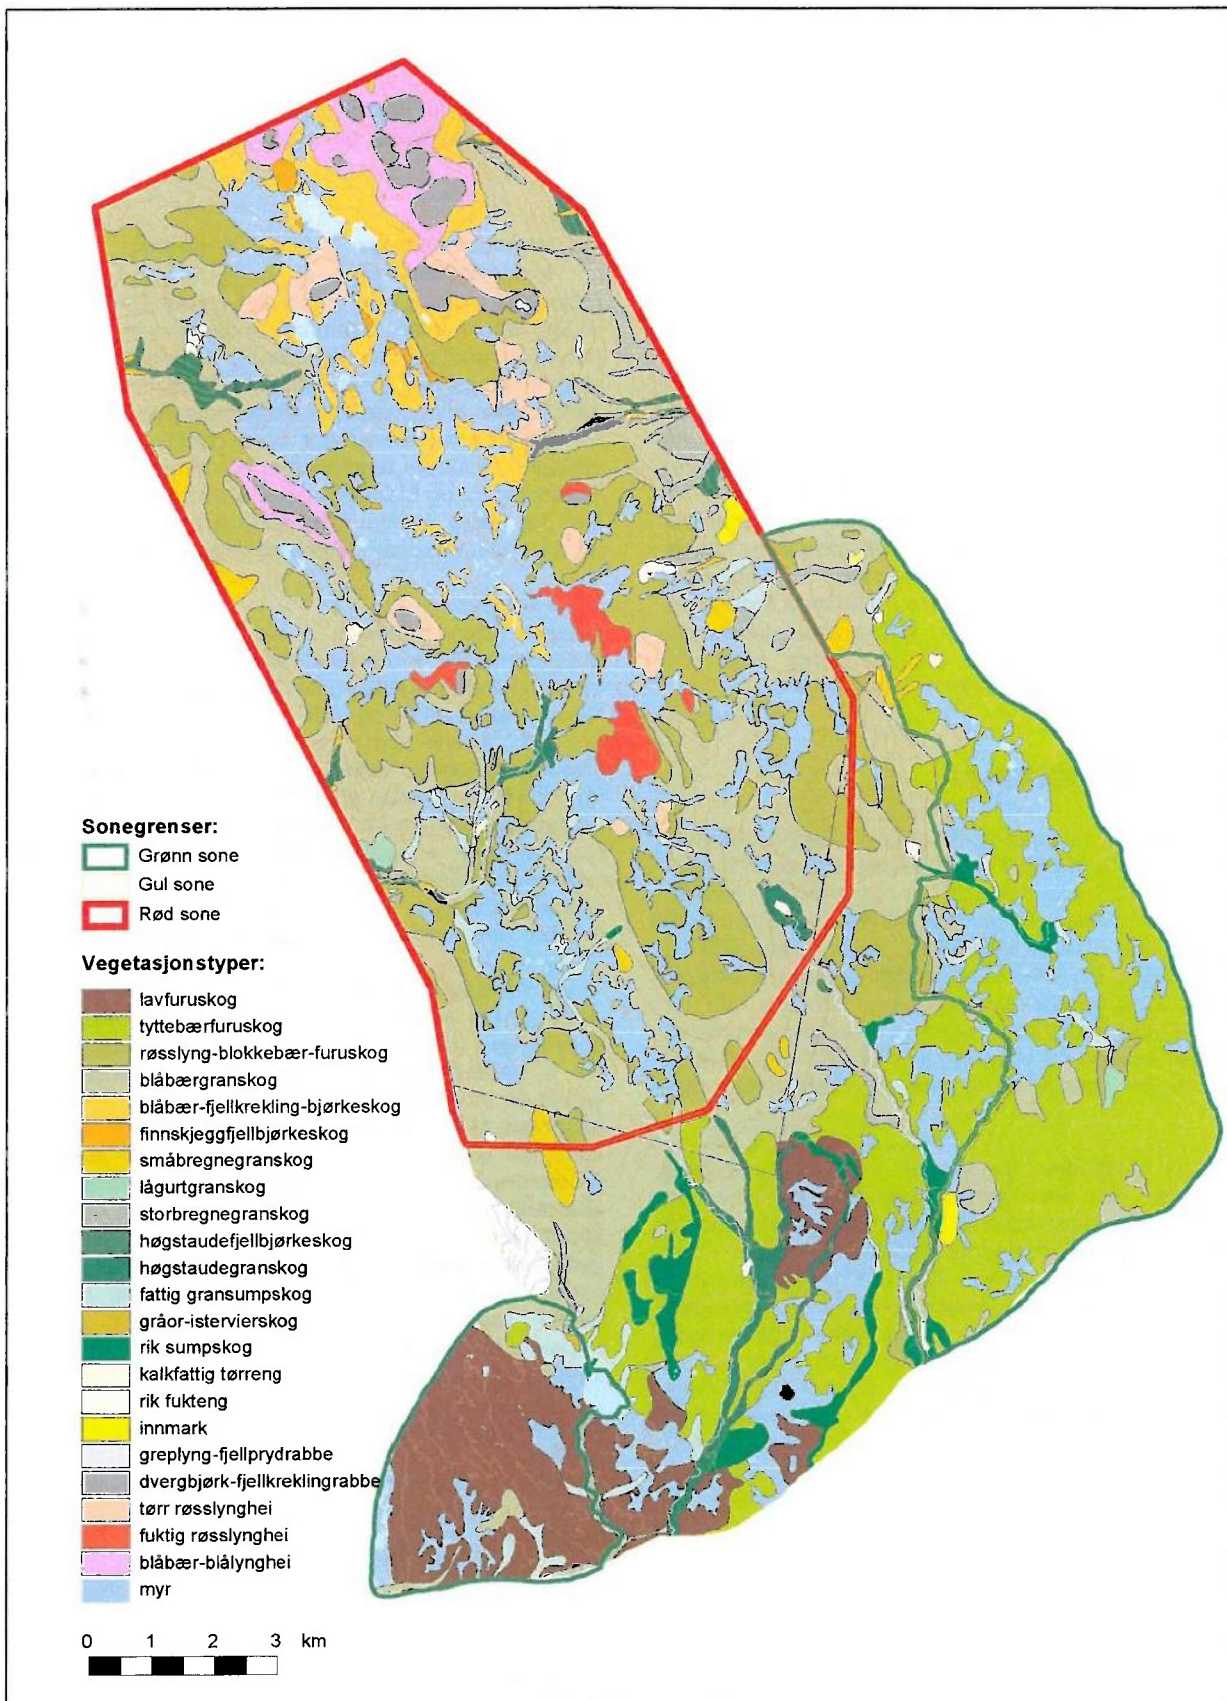 Sonegrenser:
Grønn sone
Gul sone
Rød sone
Vegetasjonstyper:
lavfuruskog
tyttebærfuruskog
røsslyng-blokkebær-furuskog
blåbærgranskog
blåbær-fjellkrekling-bjørkeskog
finnskjeggfjellbjørkeskog
småbregnegranskog
lågurtgranskog
storbregnegranskog
høgstaudefjellbjørkeskog
høgstaudegranskog
fattig gransumpskog
gråor-istervierskog
rik sumpskog
kalkfattig tørreng
rik fukteng
innmark
greplyng-fjellprydrabbe
dvergbjørk-fjellkreklingrabbe
tørr røsslynghei
fuktig røsslynghei
blåbær-blålynghei
myr
0 1 2 3 km